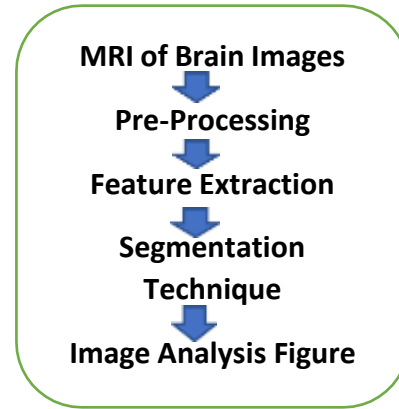 MRI of Brain Images
Pre-Processing
Feature Extraction
Segmentation
Technique
Image Analysis Figure